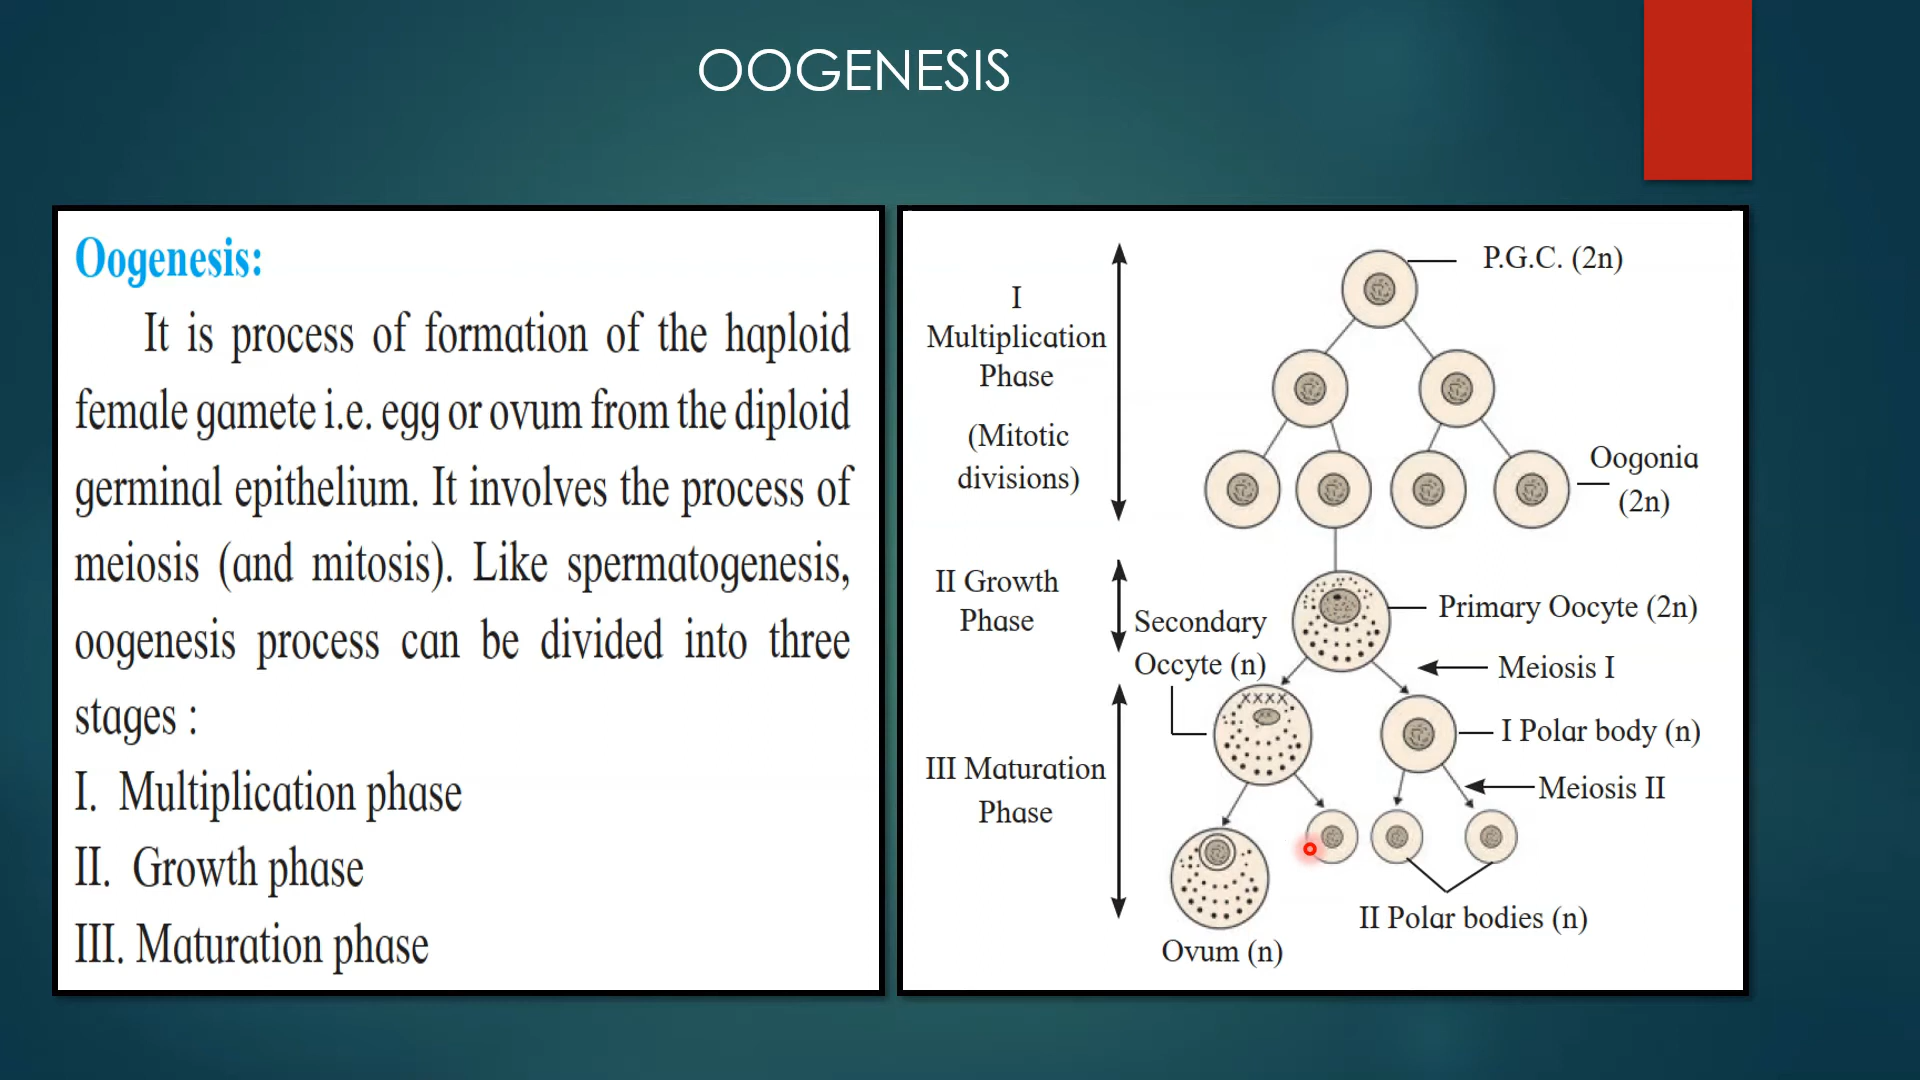 OOGENESIS
Oogenesis:
It is process of formation of the haploid
female gamete i.e. egg or ovum from the diploid
germinal epithelium. It involves the process of
meiosis (and mitosis). Like spermatogenesis,
oogenesis process can be divided into three
stages :
I. Multiplication phase
II. Growth phase
III. Maturation phase
P.G.C. (2n)
I
Multiplication
Phase
(Mitotic
divisions)
Oogonia
(2n)
II Growth
Phase
Secondary
Occyte (n)
Primary Oocyte (2n)
Meiosis I
XXXX
I Polar body (n)
III Maturation
Phase
Meiosis II
II Polar bodies (n)
Ovum (n)